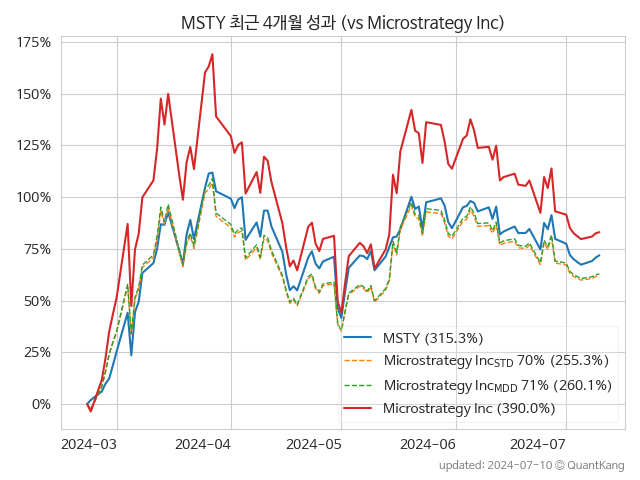 MSTY 최근 4개월 성과 (vs Microstrategy Inc)
175%
150%
125%
100%
75%
50%
25%
0%
MSTY (315.3%)
Microstrategy IncSTD 70% (255.3%)
Microstrategy IncMDD 71% (260.1%)
Microstrategy Inc (390.0%)
2024-03 2024-04 2024-05 2024-06 2024-07
updated: 2024-07-10 © QuantKang